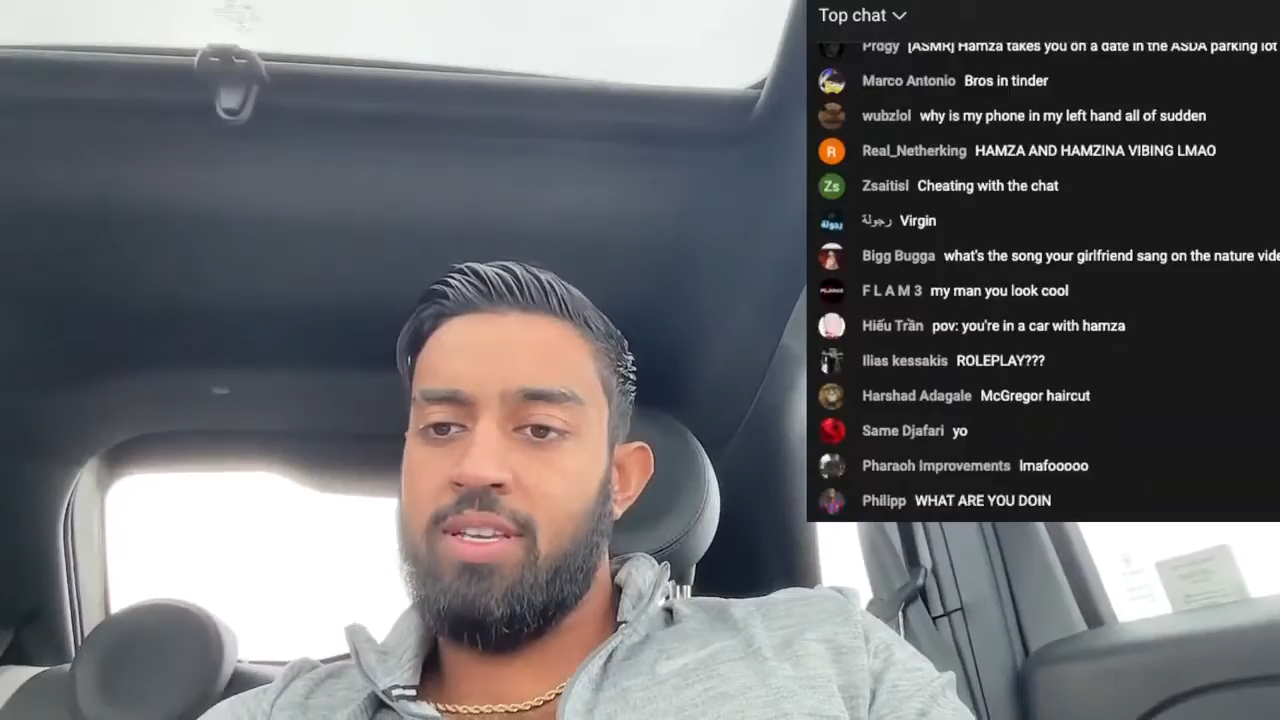 Top chat
Prdgy [ASMR] Hamza takes you on a date in the ASDA parking lot
Marco Antonio Bros in tinder
wubzlol why is my phone in my left hand all of sudden
R Real_Netherking HAMZA AND HAMZINA VIBING LMAO
Zs Zsaitisl Cheating with the chat
رجولة Virgin
Bigg Bugga what's the song your girlfriend sang on the nature vide
F L A M 3 my man you look cool
Hiếu Trần pov: you're in a car with hamza
Ilias kessakis ROLEPLAY???
Harshad Adagale McGregor haircut
Same Djafari yo
Pharaoh Improvements lmafooooo
Philipp WHAT ARE YOU DOIN